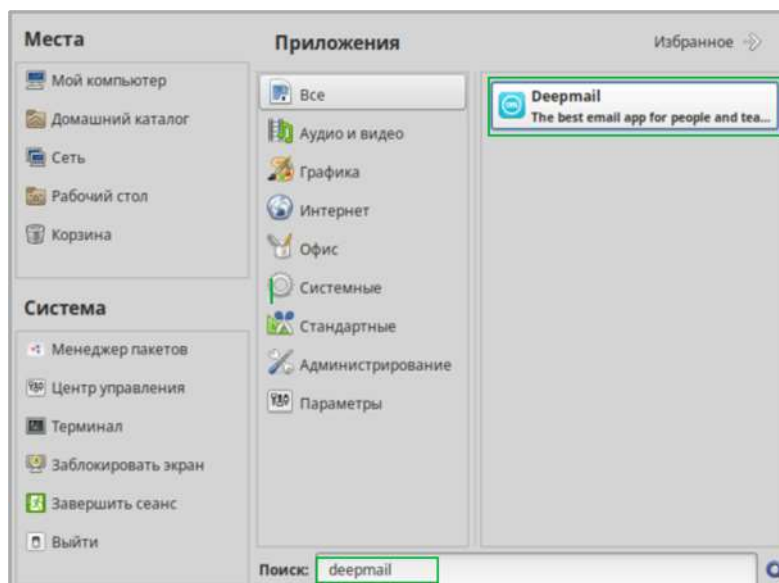 Места
Мой компьютер
Домашний каталог
Сеть
Рабочий стол
Корзина
Система
Менеджер пакетов
Центр управления
Терминал
Заблокировать экран
Завершить сеанс
Выйти
Приложения
Избранное
Все
Аудио и видео
Графика
Интернет
Офис
Системные
Стандартные
Администрирование
Параметры
Deepmail
The best email app for people and tea...
Поиск: deepmail